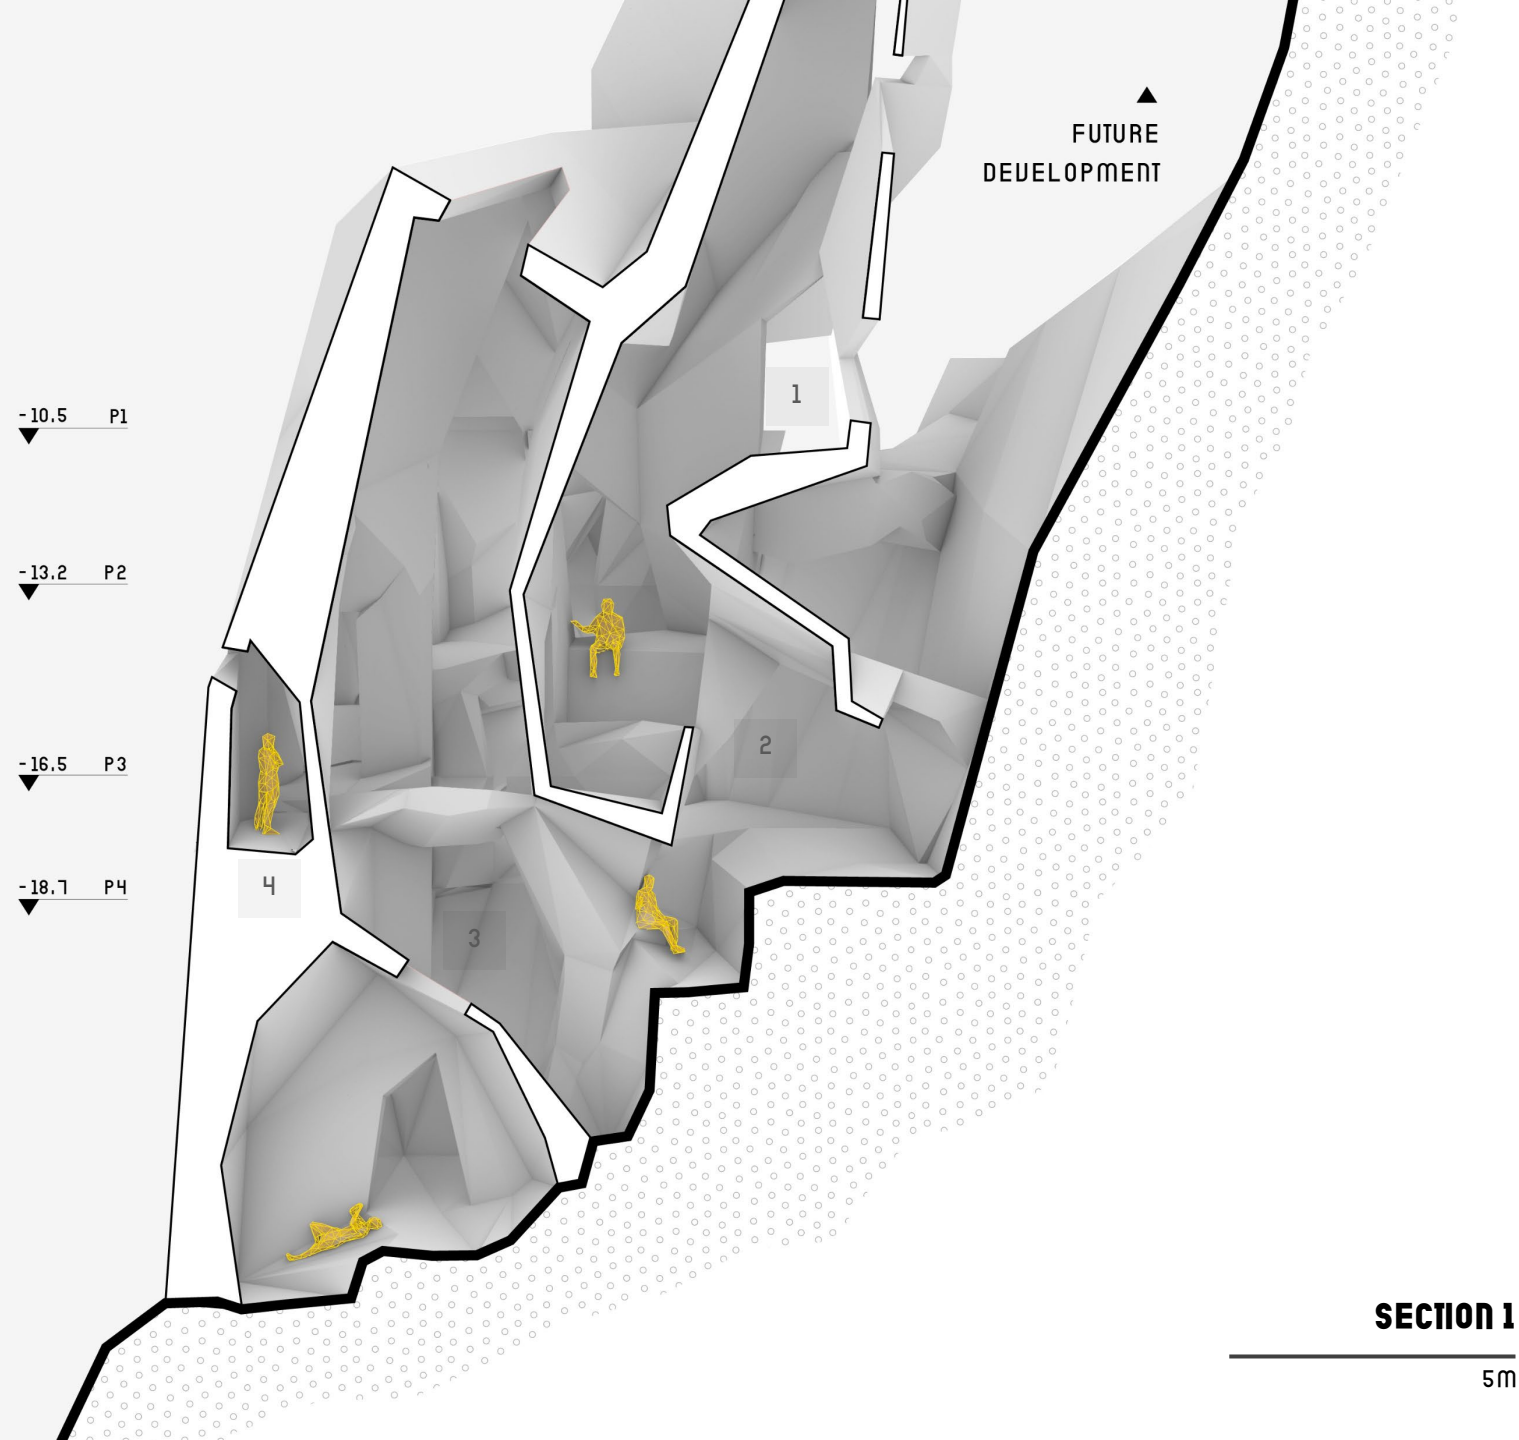 FUTURE
DEVELOPMENT
1
-10.5 P1
-13.2 P2
2
-16.5 P3
4
-18.7 P4
3
SECTION 1
5M